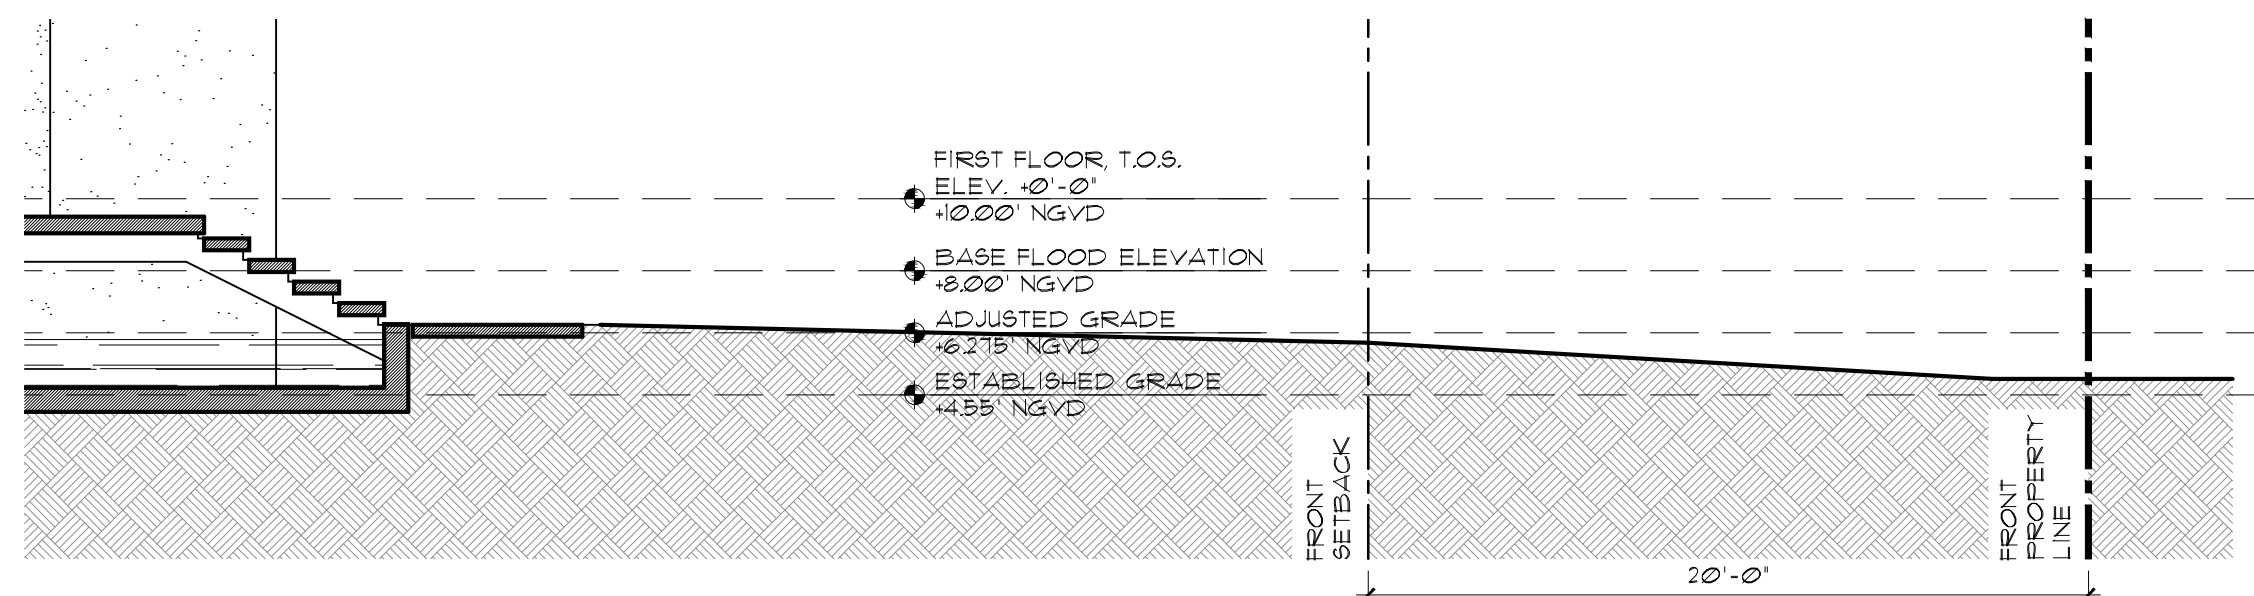 FIRST FLOOR, T.O.S.
ELEV. +0'-0"
+10.00' NGVD
BASE FLOOD ELEVATION
+8.00' NGVD
ADJUSTED GRADE
+6.275' NGVD
ESTABLISHED GRADE
+4.55' NGVD
FRONT
SETBACK
FRONT
PROPERTY
LINE
20'-0"